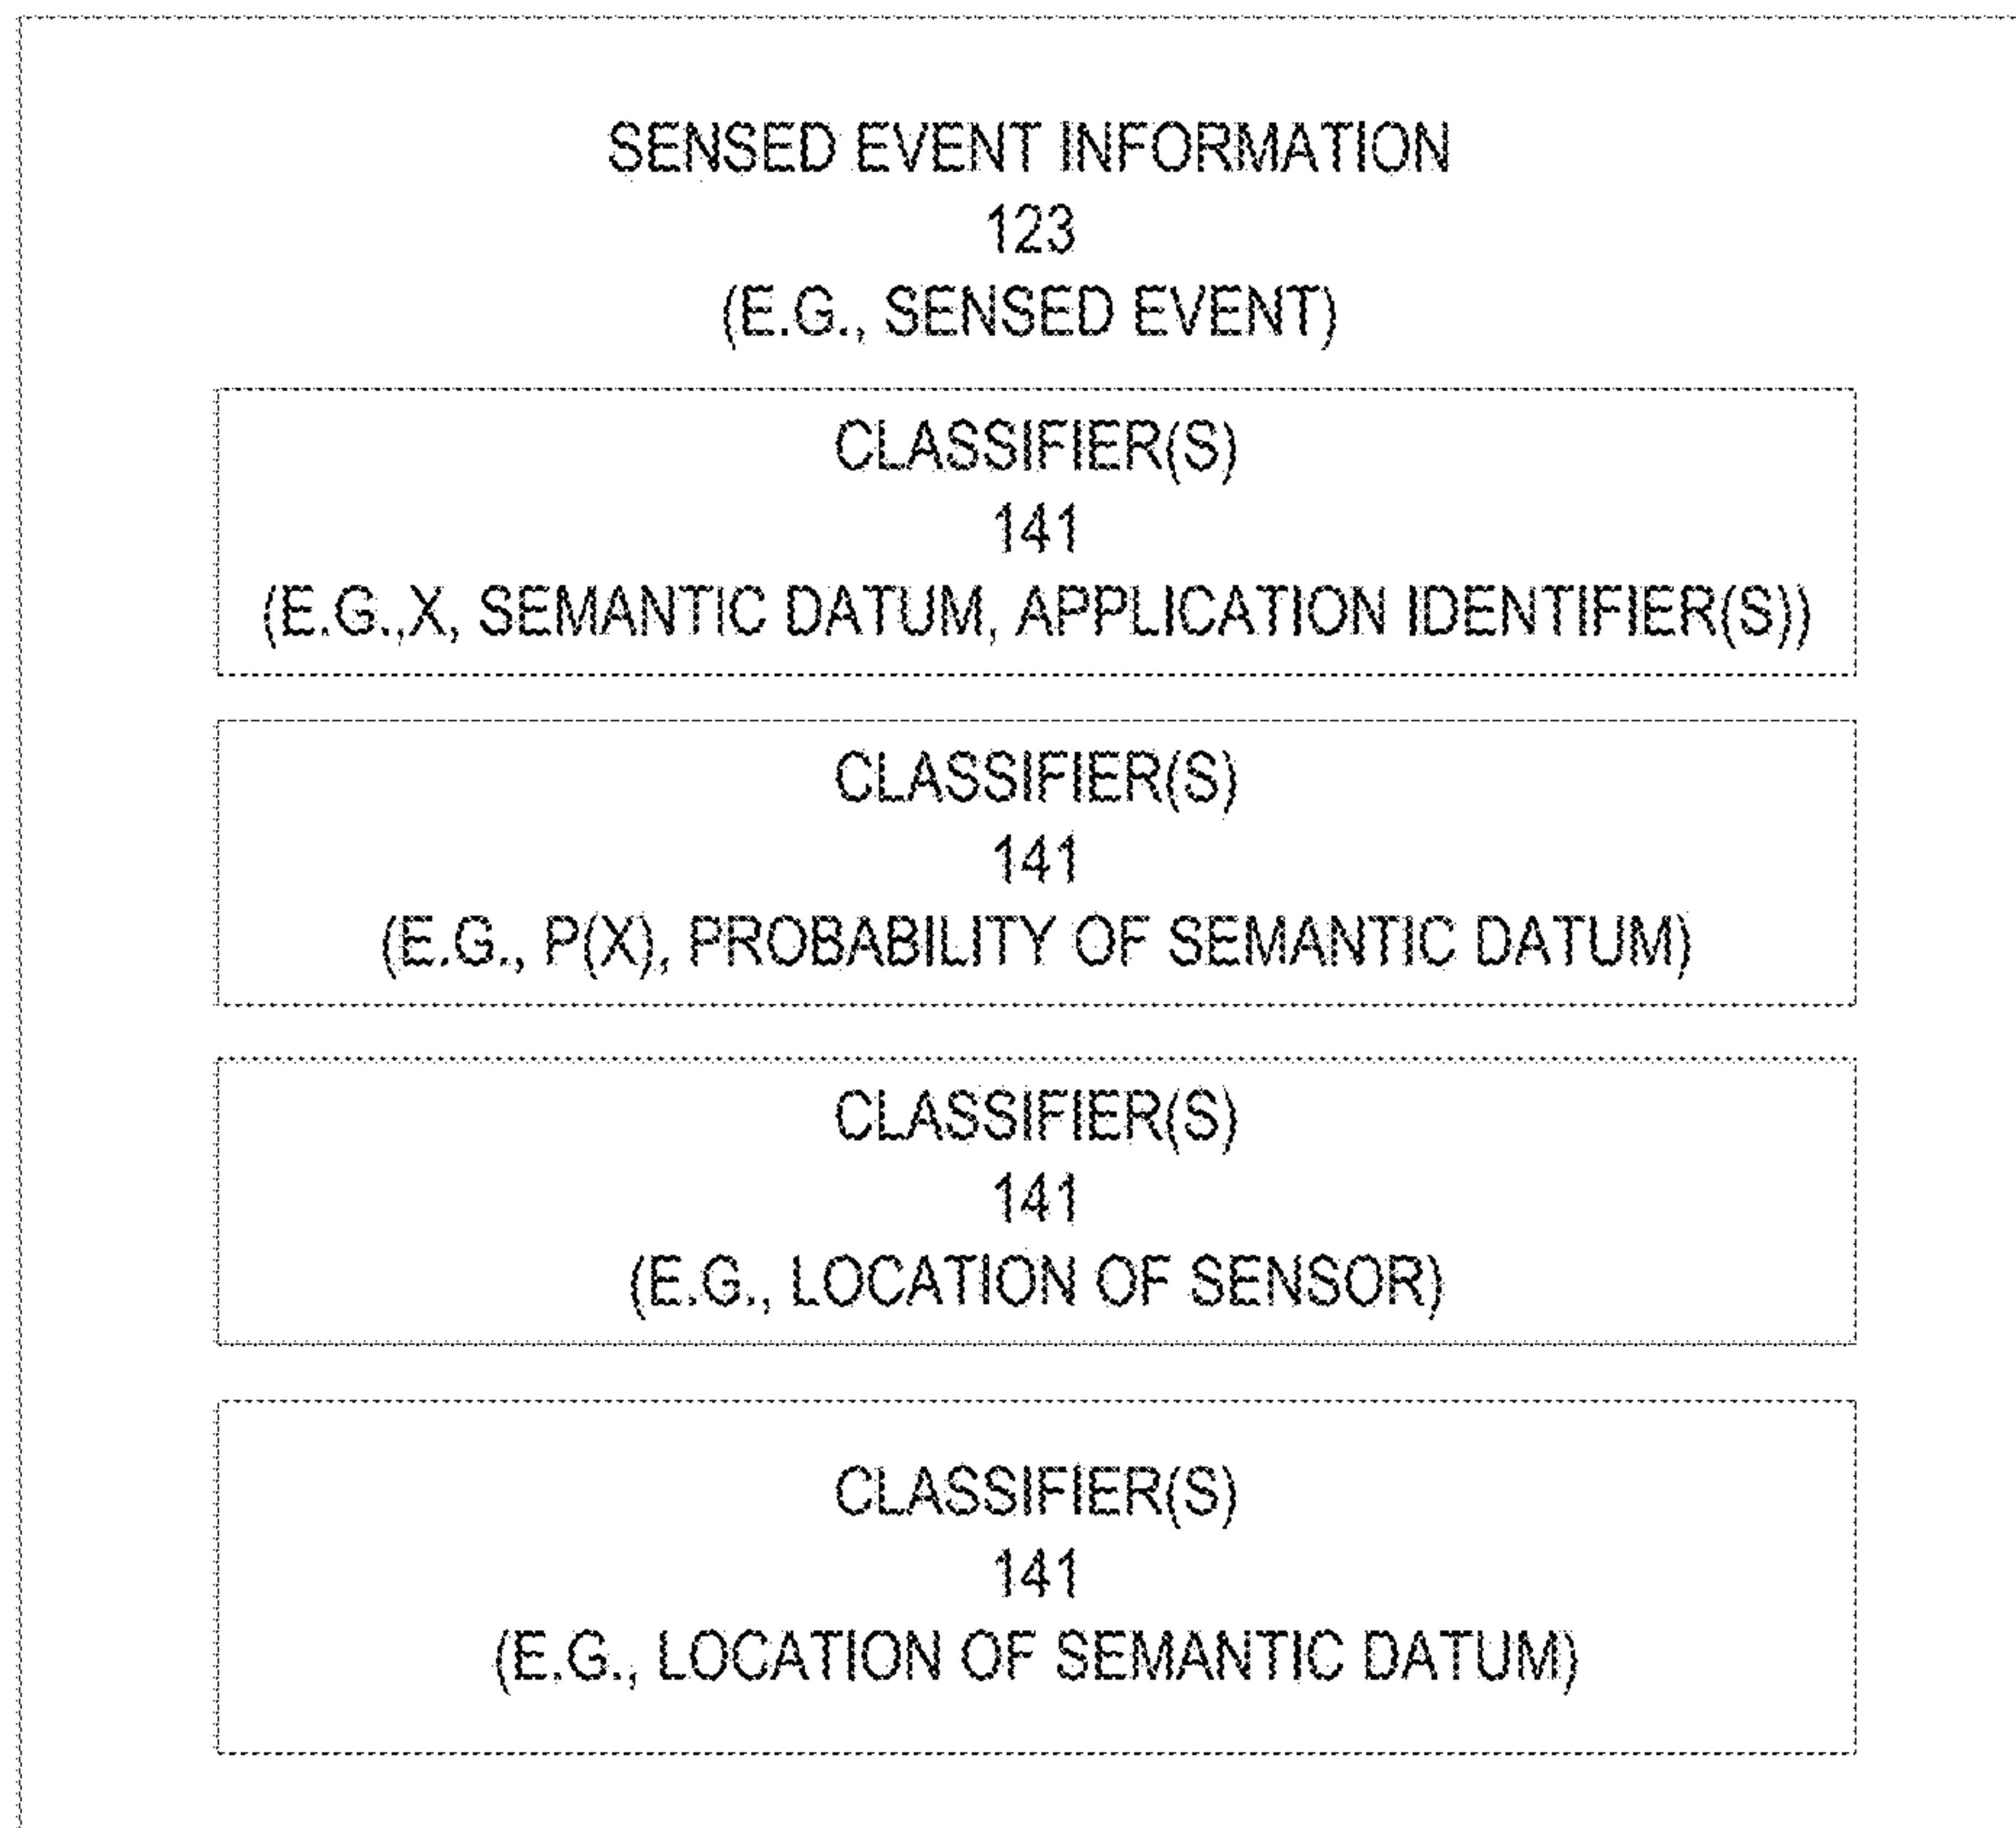 SENSED EVENT INFORMATION
123
(E.G., SENSED EVENT)
CLASSIFIER(S)
141
(E.G.,X, SEMANTIC DATUM, APPLICATION IDENTIFIER(S))
CLASSIFIER(S)
141
(E.G., P(X), PROBABILITY OF SEMANTIC DATUM)
CLASSIFIER(S)
141
(E.G., LOCATION OF SENSOR)
CLASSIFIER(S)
141
(E.G., LOCATION OF SEMANTIC DATUM)